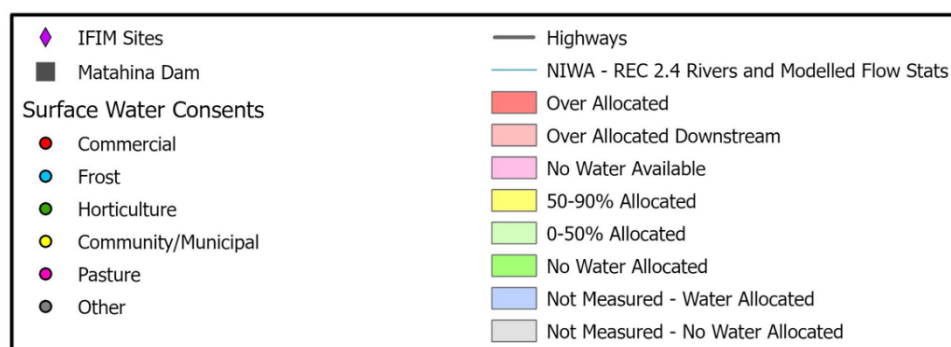 IFIM Sites
Matahina Dam
Surface Water Consents
Commercial
Frost
Horticulture
Community/Municipal
Pasture
Other
Highways
NIWA - REC 2.4 Rivers and Modelled Flow Stats
Over Allocated
Over Allocated Downstream
No Water Available
50-90% Allocated
0-50% Allocated
No Water Allocated
Not Measured - Water Allocated
Not Measured - No Water Allocated